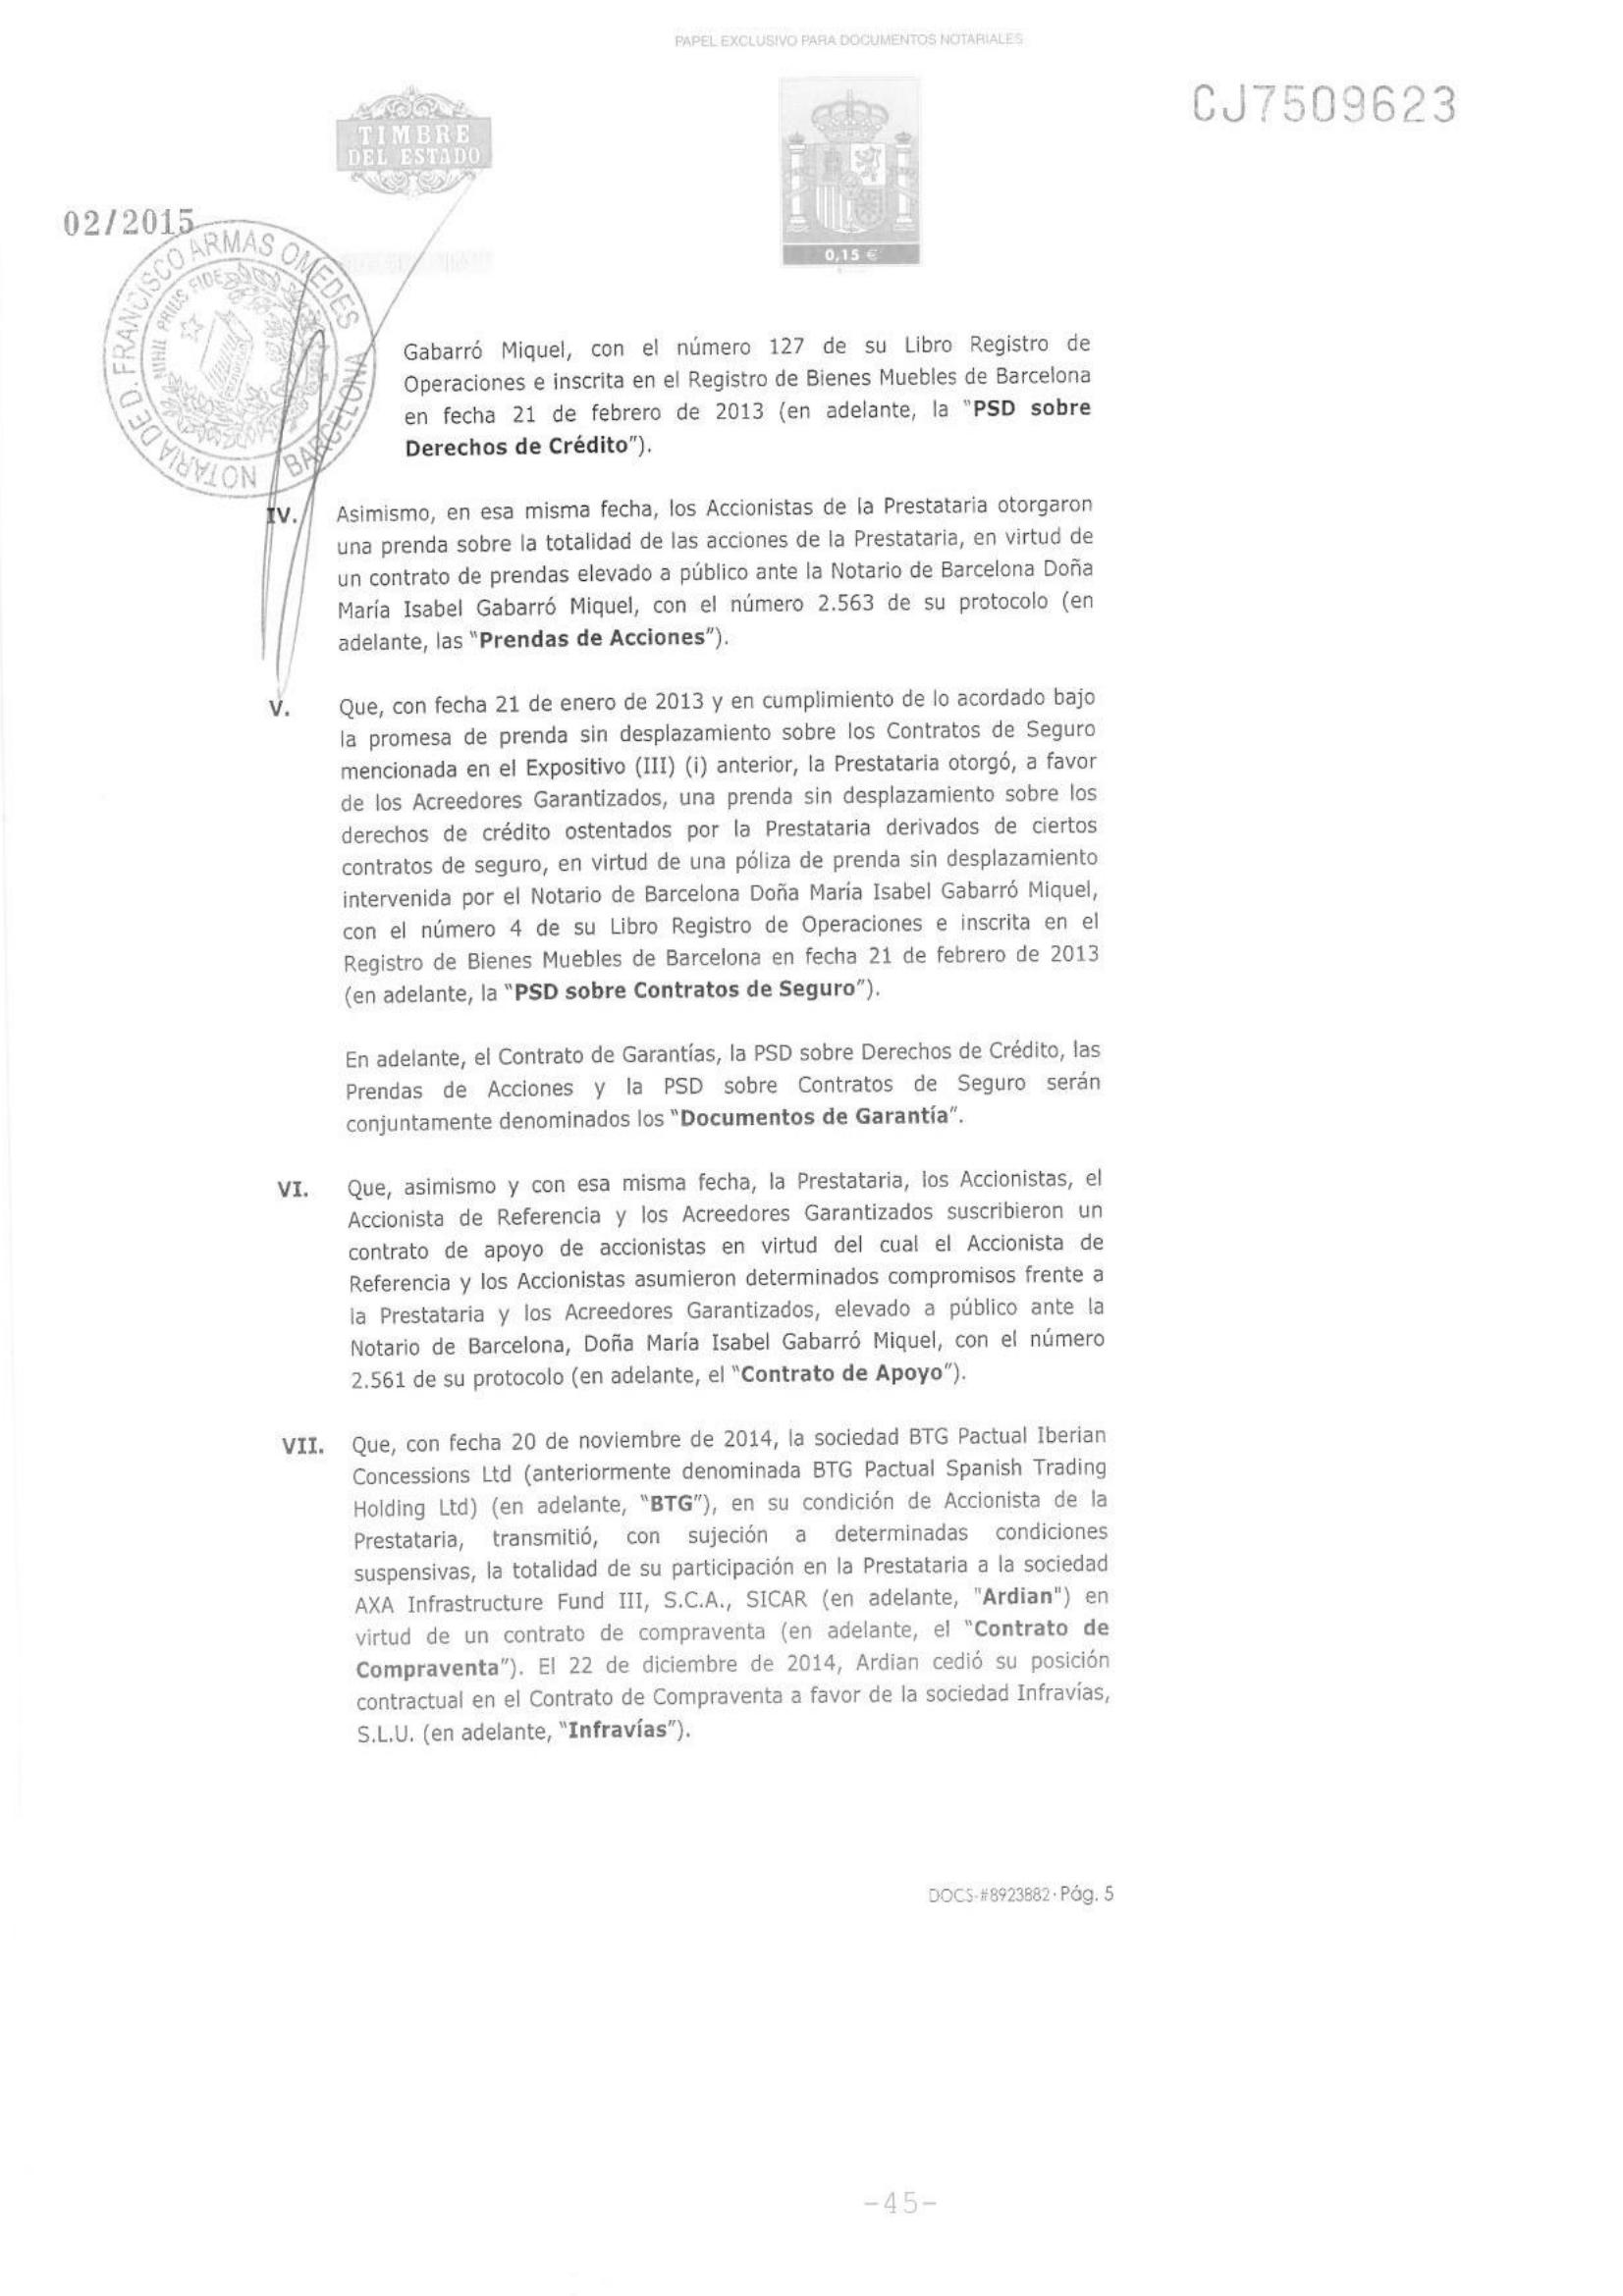 PAPEL EXCLUSIVO PARA DOCUMENTOS NOTARIALES
CJ7509623
TIMBRE
DEL ESTADO
0,15 €
02/2015
NOTARIA DE D. FRANCISCO ARMAS OMEDES
BARCELONA
NIHIL PRIUS FIDE
Gabarró Miquel, con el número 127 de su Libro Registro de
Operaciones e inscrita en el Registro de Bienes Muebles de Barcelona
en fecha 21 de febrero de 2013 (en adelante, la "PSD sobre
Derechos de Crédito").
IV. Asimismo, en esa misma fecha, los Accionistas de la Prestataria otorgaron
una prenda sobre la totalidad de las acciones de la Prestataria, en virtud de
un contrato de prendas elevado a público ante la Notario de Barcelona Doña
María Isabel Gabarró Miquel, con el número 2.563 de su protocolo (en
adelante, las "Prendas de Acciones").
V. Que, con fecha 21 de enero de 2013 y en cumplimiento de lo acordado bajo
la promesa de prenda sin desplazamiento sobre los Contratos de Seguro
mencionada en el Expositivo (III) (i) anterior, la Prestataria otorgó, a favor
de los Acreedores Garantizados, una prenda sin desplazamiento sobre los
derechos de crédito ostentados por la Prestataria derivados de ciertos
contratos de seguro, en virtud de una póliza de prenda sin desplazamiento
intervenida por el Notario de Barcelona Doña María Isabel Gabarró Miquel,
con el número 4 de su Libro Registro de Operaciones e inscrita en el
Registro de Bienes Muebles de Barcelona en fecha 21 de febrero de 2013
(en adelante, la "PSD sobre Contratos de Seguro").
En adelante, el Contrato de Garantías, la PSD sobre Derechos de Crédito, las
Prendas de Acciones y la PSD sobre Contratos de Seguro serán
conjuntamente denominados los "Documentos de Garantía".
VI. Que, asimismo y con esa misma fecha, la Prestataria, los Accionistas, el
Accionista de Referencia y los Acreedores Garantizados suscribieron un
contrato de apoyo de accionistas en virtud del cual el Accionista de
Referencia y los Accionistas asumieron determinados compromisos frente a
la Prestataria y los Acreedores Garantizados, elevado a público ante la
Notario de Barcelona, Doña María Isabel Gabarró Miquel, con el número
2.561 de su protocolo (en adelante, el "Contrato de Apoyo").
VII. Que, con fecha 20 de noviembre de 2014, la sociedad BTG Pactual Iberian
Concessions Ltd (anteriormente denominada BTG Pactual Spanish Trading
Holding Ltd) (en adelante, "BTG"), en su condición de Accionista de la
Prestataria, transmitió, con sujeción a determinadas condiciones
suspensivas, la totalidad de su participación en la Prestataria a la sociedad
AXA Infrastructure Fund III, S.C.A., SICAR (en adelante, "Ardian") en
virtud de un contrato de compraventa (en adelante, el "Contrato de
Compraventa"). El 22 de diciembre de 2014, Ardian cedió su posición
contractual en el Contrato de Compraventa a favor de la sociedad Infravías,
S.L.U. (en adelante, "Infravías").
DOCS-#8923882 · Pág. 5
-45-